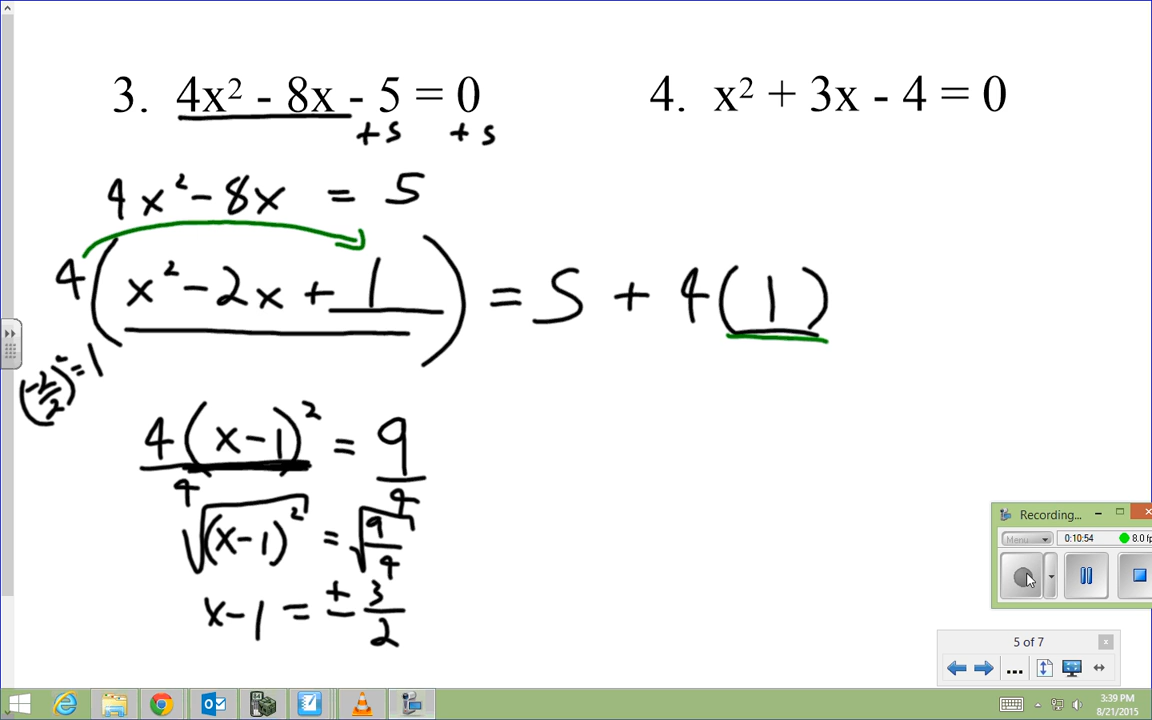 3. 4x² - 8x - 5 = 0
+5 +5
4x² - 8x = 5
4(x² - 2x + 1) = 5 + 4(1)
(-2/2)² = 1
4(x-1)²/4 = 9/4
√(x-1)² = √9/4
x-1 = ± 3/2
4. x² + 3x - 4 = 0
Recording...
Menu
0:10:54
8.0 fp
5 of 7
...
3:39 PM
8/21/2015